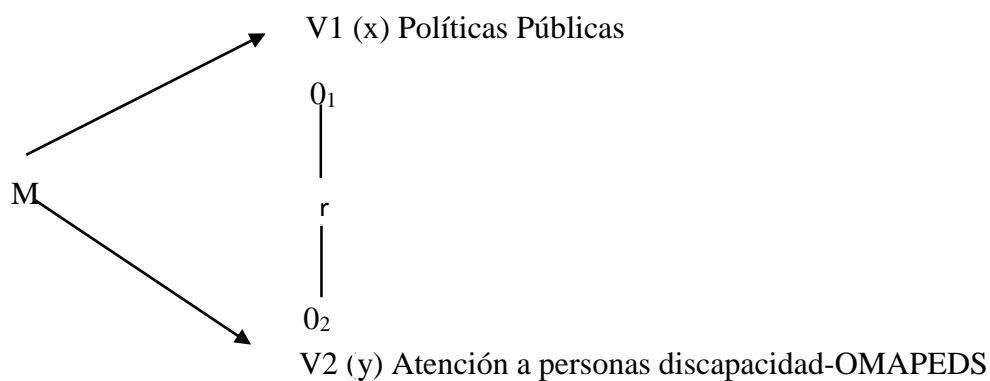 V1 (x) Políticas Públicas
0₁
M
r
0₂
V2 (y) Atención a personas discapacidad-OMAPEDS